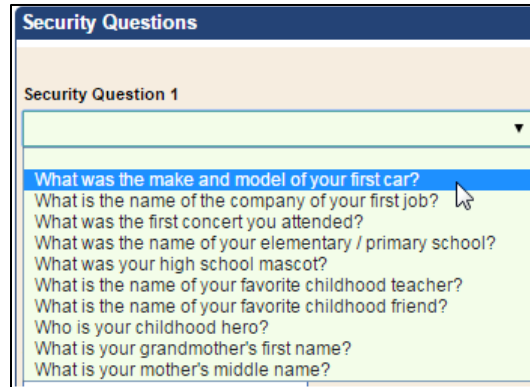 Security Questions
Security Question 1
What was the make and model of your first car?
What is the name of the company of your first job?
What was the first concert you attended?
What was the name of your elementary / primary school?
What was your high school mascot?
What is the name of your favorite childhood teacher?
What is the name of your favorite childhood friend?
Who is your childhood hero?
What is your grandmother's first name?
What is your mother's middle name?